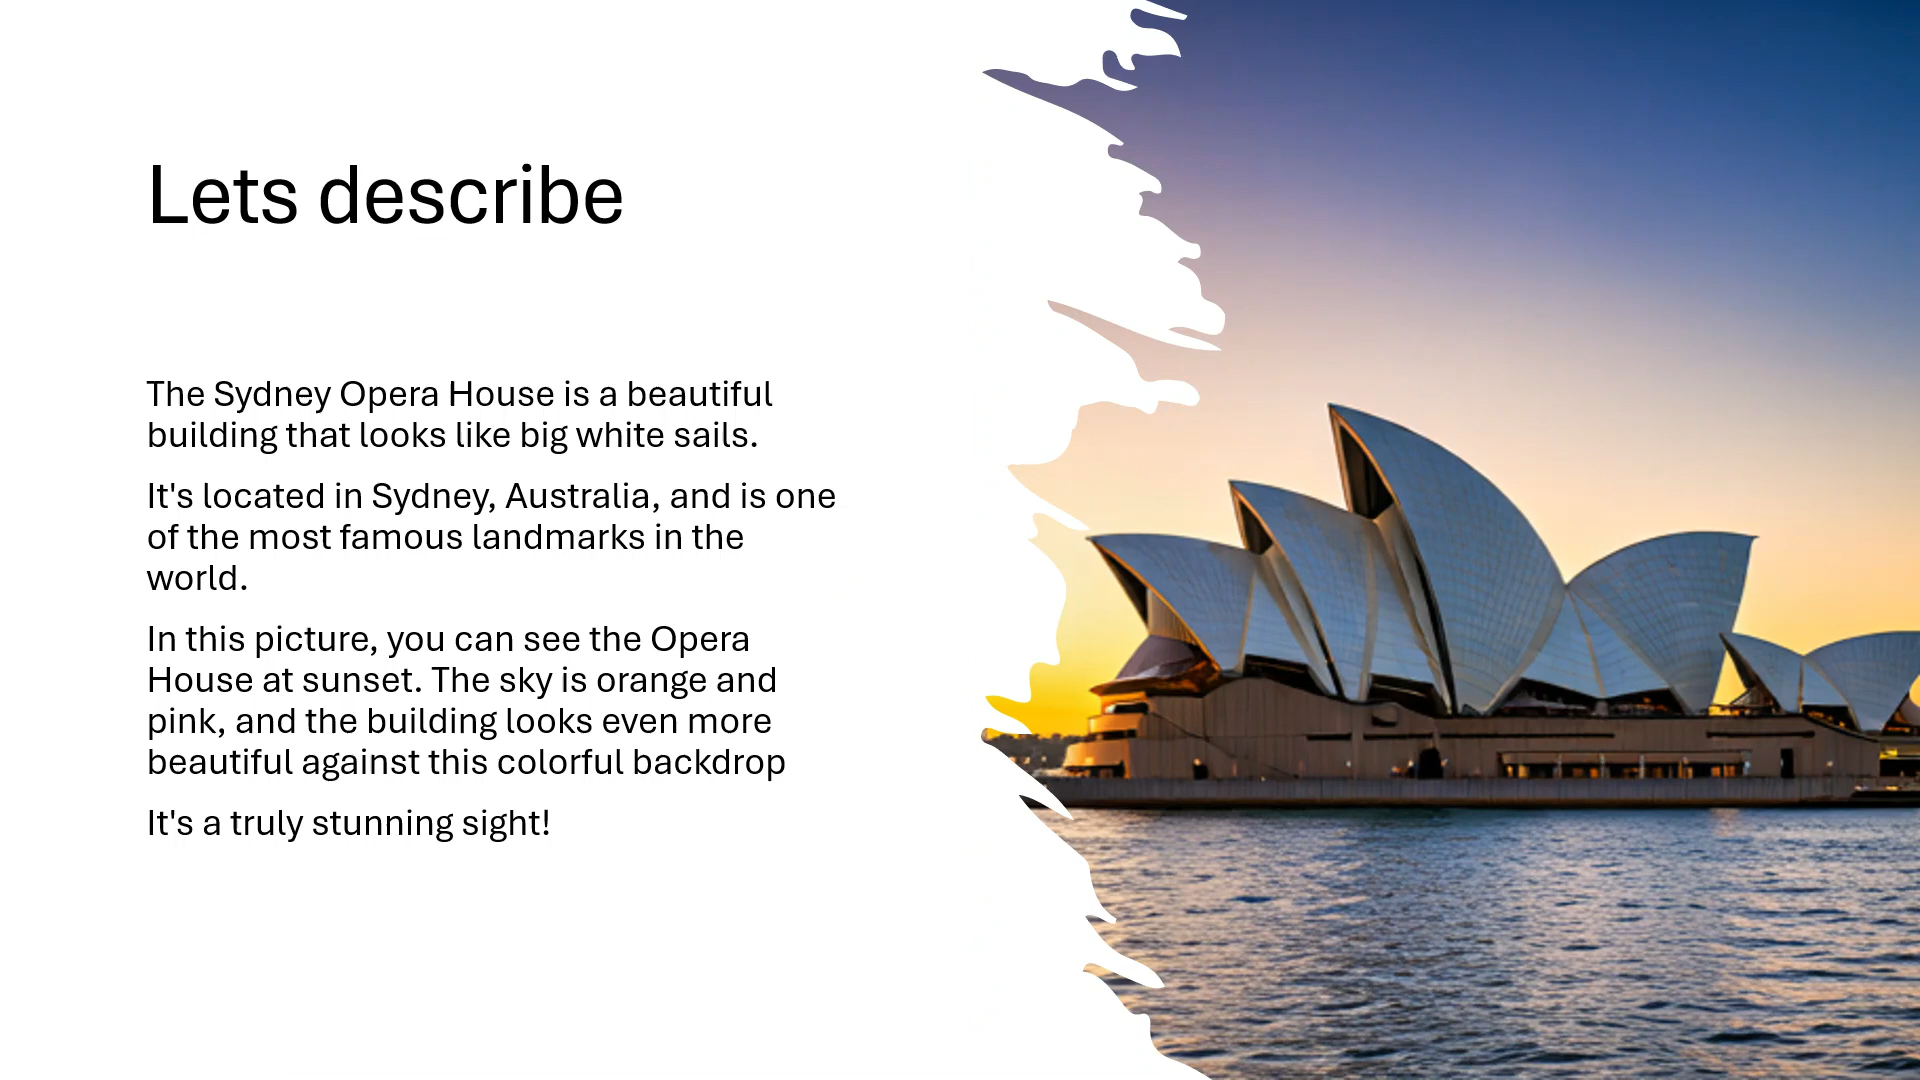 Lets describe
The Sydney Opera House is a beautiful
building that looks like big white sails.
It's located in Sydney, Australia, and is one
of the most famous landmarks in the
world.
In this picture, you can see the Opera
House at sunset. The sky is orange and
pink, and the building looks even more
beautiful against this colorful backdrop
It's a truly stunning sight!